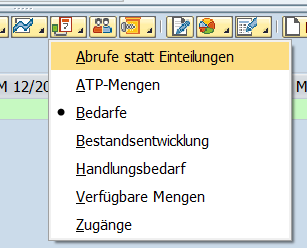 M 12/20
M
Abrufe statt Einteilungen
ATP-Mengen
Bedarfe
Bestandsentwicklung
Handlungsbedarf
Verfügbare Mengen
Zugänge